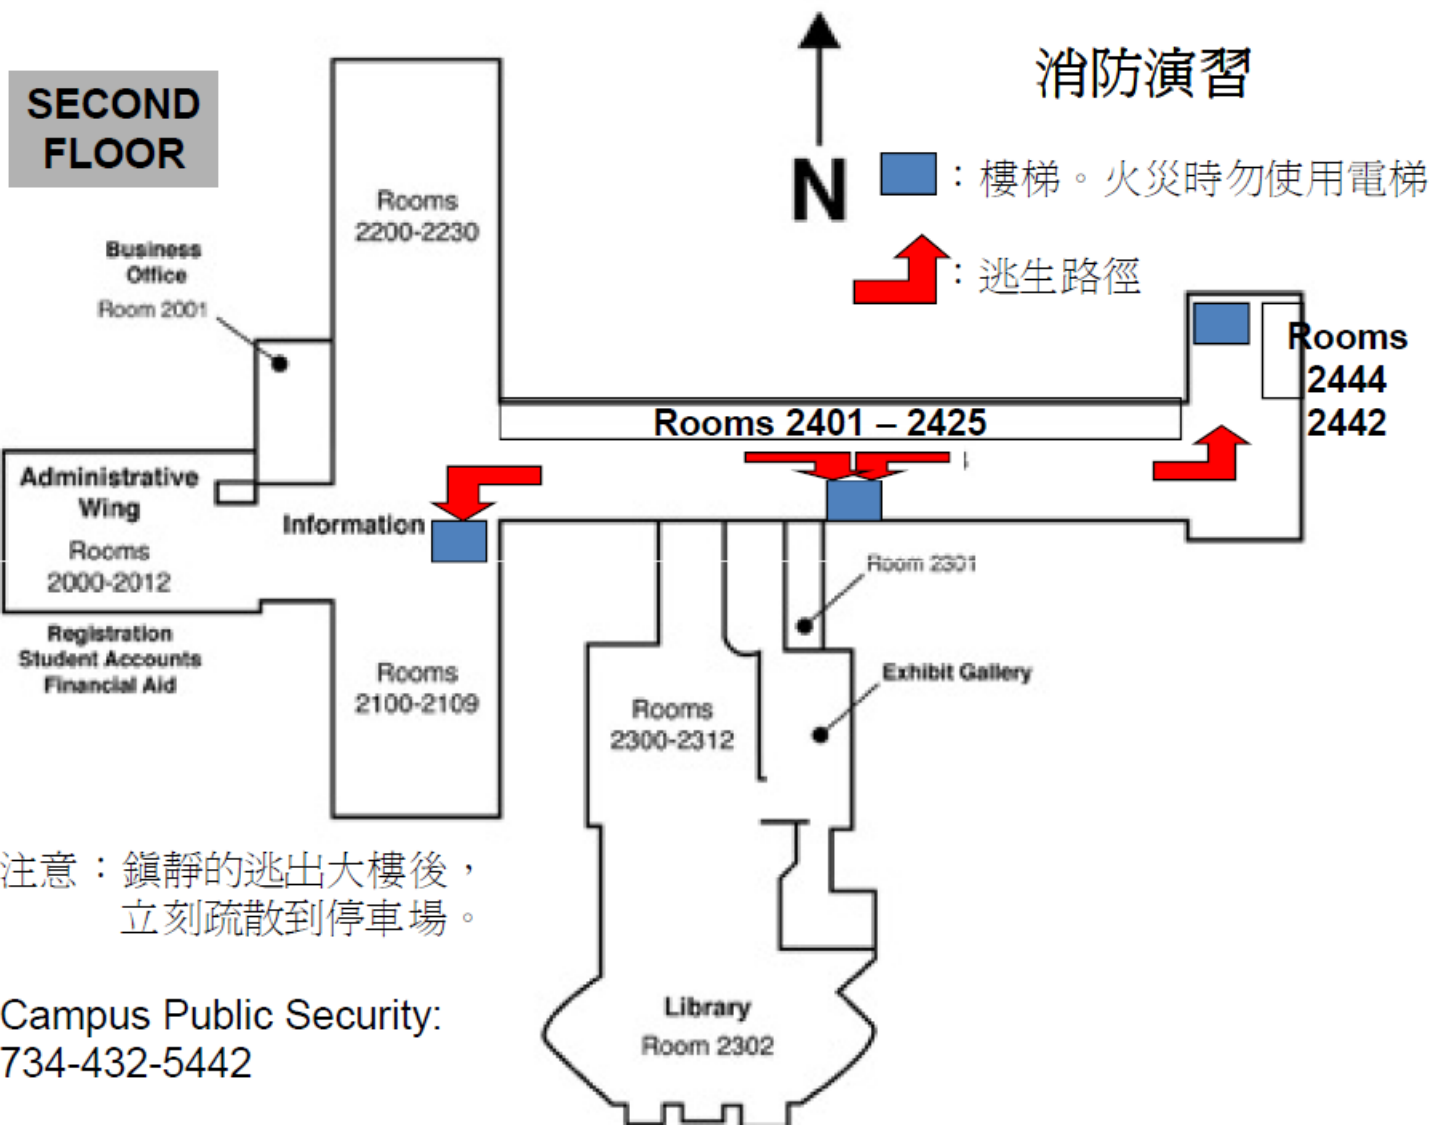 消防演習
SECOND
FLOOR
N
：樓梯。火災時勿使用電梯
：逃生路徑
Rooms
2200-2230
Business
Office
Room 2001
Rooms
2444
2442
Rooms 2401 – 2425
Administrative
Wing
Rooms
2000-2012
Information
Registration
Student Accounts
Financial Aid
Rooms
2100-2109
Room 2301
Exhibit Gallery
Rooms
2300-2312
注意：鎮靜的逃出大樓後，
立刻疏散到停車場。
Library
Room 2302
Campus Public Security:
734-432-5442